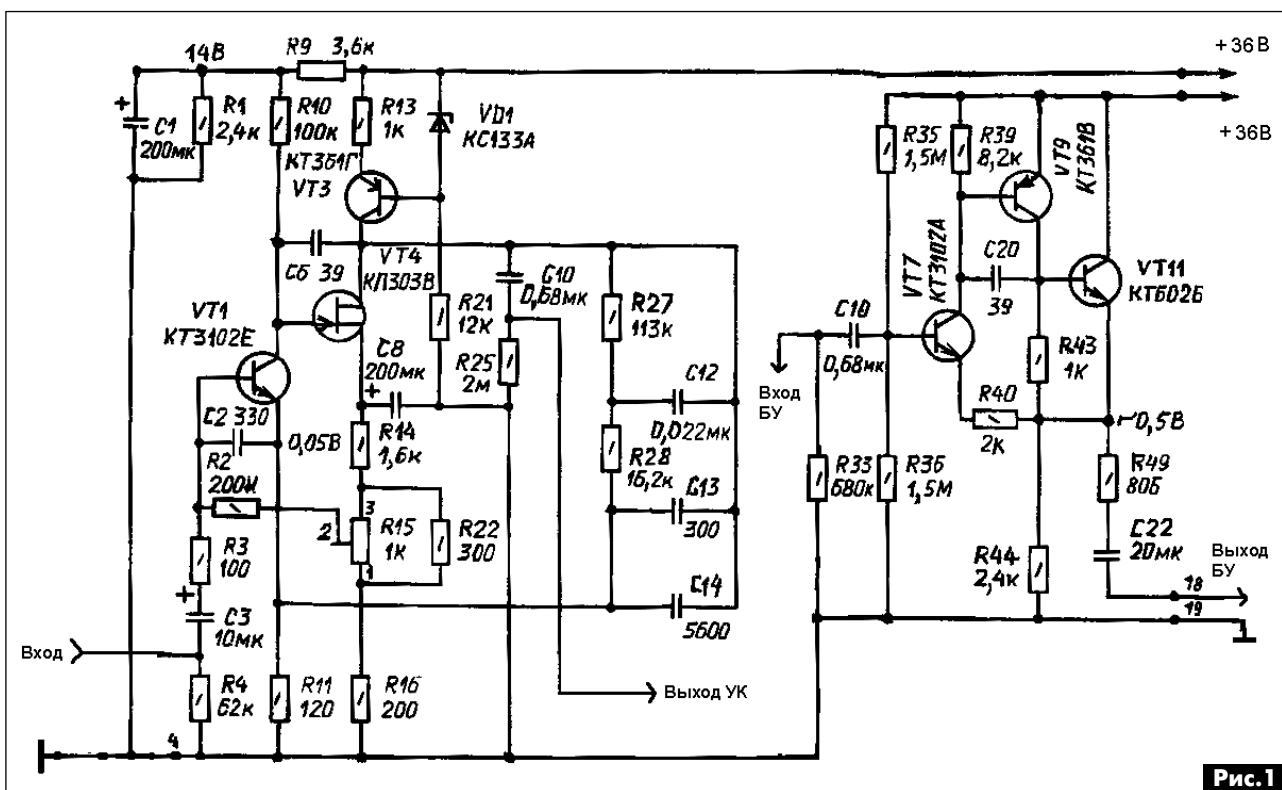 14В
R9 3,6к
+36В
+36В
C1
200мк
R1
2,4к
R10
100к
R13
1к
VD1
КС133А
КТ361Г
VT3
R35
1,5М
R39
8,2к
VT9
КТ361В
C6 39
VT4
КП303В
C10
0,68мк
R27
113к
VT7
КТ3102А
C20
39
VT11
КТ602Б
VT1
КТ3102Е
R21
12к
R25
2м
C8
200мк
C12
0,022мк
Вход
БУ
C18
0,68мк
R43
1к
R40
2к
0,5В
C2 330
0,05В
R2
200к
R14
1,6к
R28
16,2к
C13
300
R33
680к
R36
1,5М
R49
806
3
2
R15
1к
1
R22
300
R3
100
C14
5600
R44
2,4к
C22
20мк
Выход
БУ
18
19
C3
10мк
Вход
R4
62к
R11
120
R16
200
Выход УК
4
Рис.1